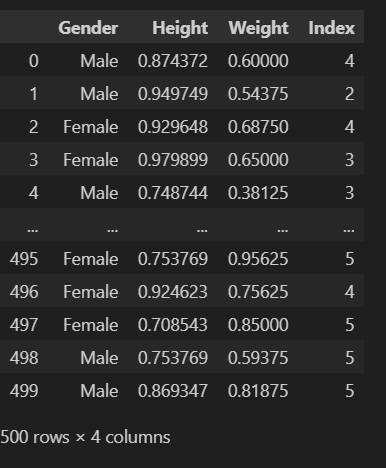 Gender Height Weight Index
0 Male 0.874372 0.60000 4
1 Male 0.949749 0.54375 2
2 Female 0.929648 0.68750 4
3 Female 0.979899 0.65000 3
4 Male 0.748744 0.38125 3
... ... ... ... ...
495 Female 0.753769 0.95625 5
496 Female 0.924623 0.75625 4
497 Female 0.708543 0.85000 5
498 Male 0.753769 0.59375 5
499 Male 0.869347 0.81875 5
500 rows × 4 columns